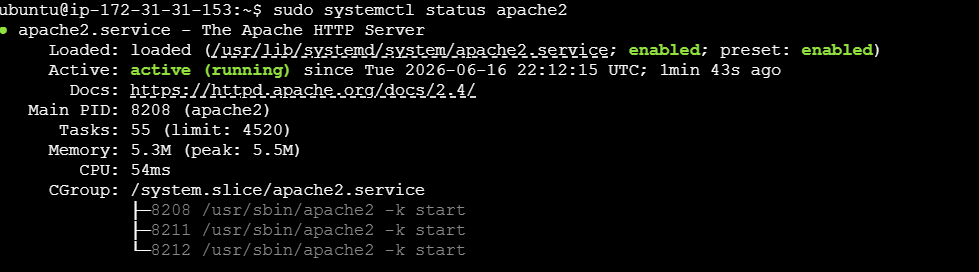 ubuntu@ip-172-31-31-153:~$ sudo systemctl status apache2
● apache2.service - The Apache HTTP Server
     Loaded: loaded (/usr/lib/systemd/system/apache2.service; enabled; preset: enabled)
     Active: active (running) since Tue 2026-06-16 22:12:15 UTC; 1min 43s ago
       Docs: https://httpd.apache.org/docs/2.4/
   Main PID: 8208 (apache2)
      Tasks: 55 (limit: 4520)
     Memory: 5.3M (peak: 5.5M)
        CPU: 54ms
     CGroup: /system.slice/apache2.service
             ├─8208 /usr/sbin/apache2 -k start
             ├─8211 /usr/sbin/apache2 -k start
             └─8212 /usr/sbin/apache2 -k start